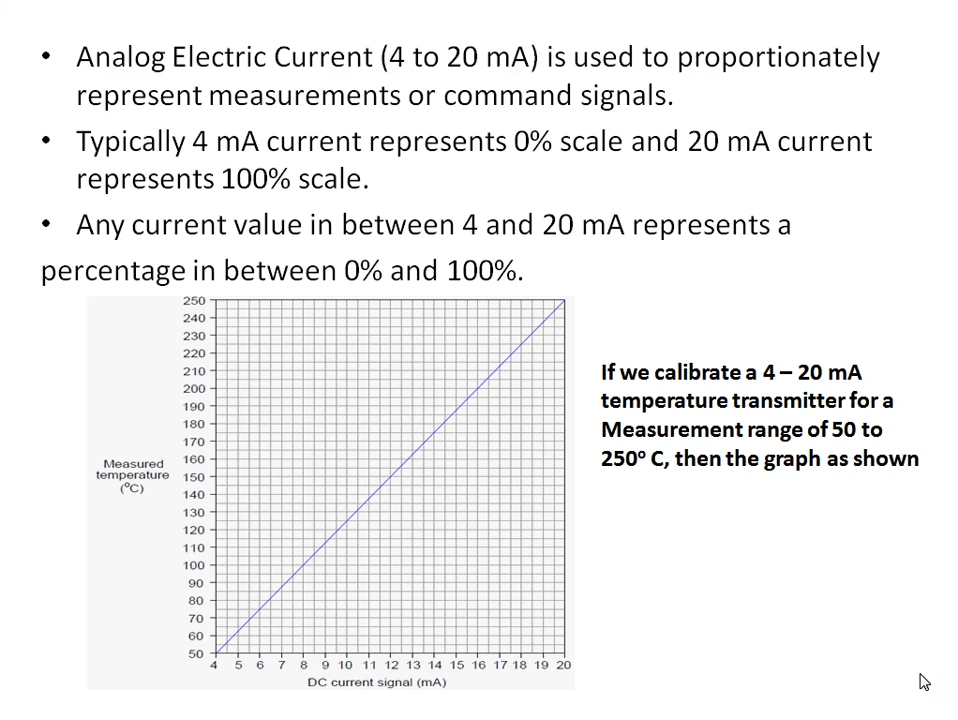 • Analog Electric Current (4 to 20 mA) is used to proportionately
represent measurements or command signals.
• Typically 4 mA current represents 0% scale and 20 mA current
represents 100% scale.
• Any current value in between 4 and 20 mA represents a
percentage in between 0% and 100%.
250
240
230
220
210
200
190
180
170
160
150
140
130
120
110
100
90
80
70
60
50
Measured
temperature
(⁰C)
4 5 6 7 8 9 10 11 12 13 14 15 16 17 18 19 20
DC current signal (mA)
If we calibrate a 4 – 20 mA
temperature transmitter for a
Measurement range of 50 to
250⁰ C, then the graph as shown